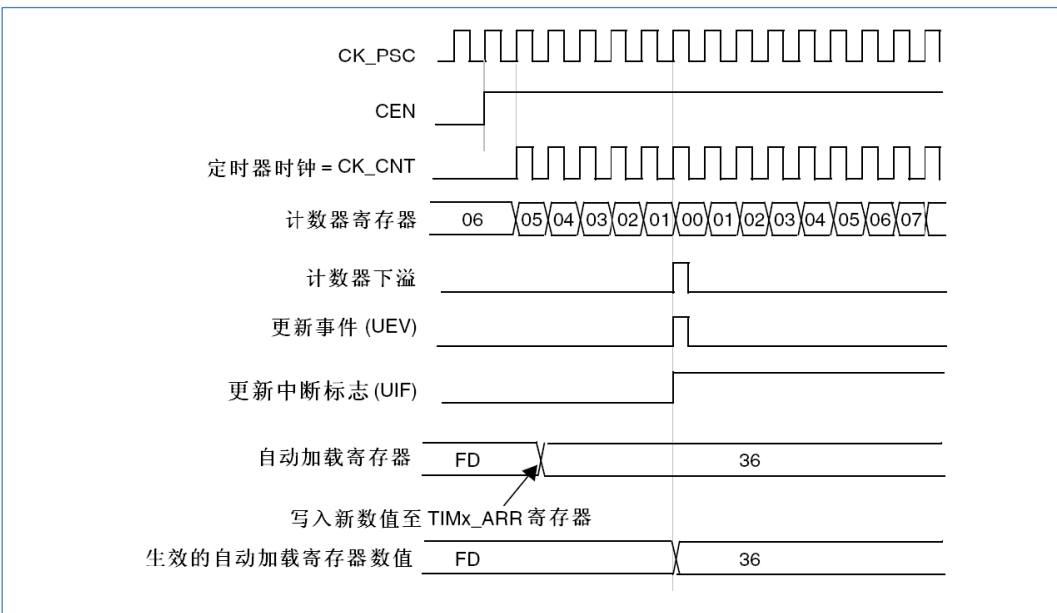 CK_PSC
CEN
定时器时钟 = CK_CNT
计数器寄存器 06 05 04 03 02 01 00 01 02 03 04 05 06 07
计数器下溢
更新事件 (UEV)
更新中断标志 (UIF)
自动加载寄存器 FD 36
写入新数值至 TIMx_ARR 寄存器
生效的自动加载寄存器数值 FD 36